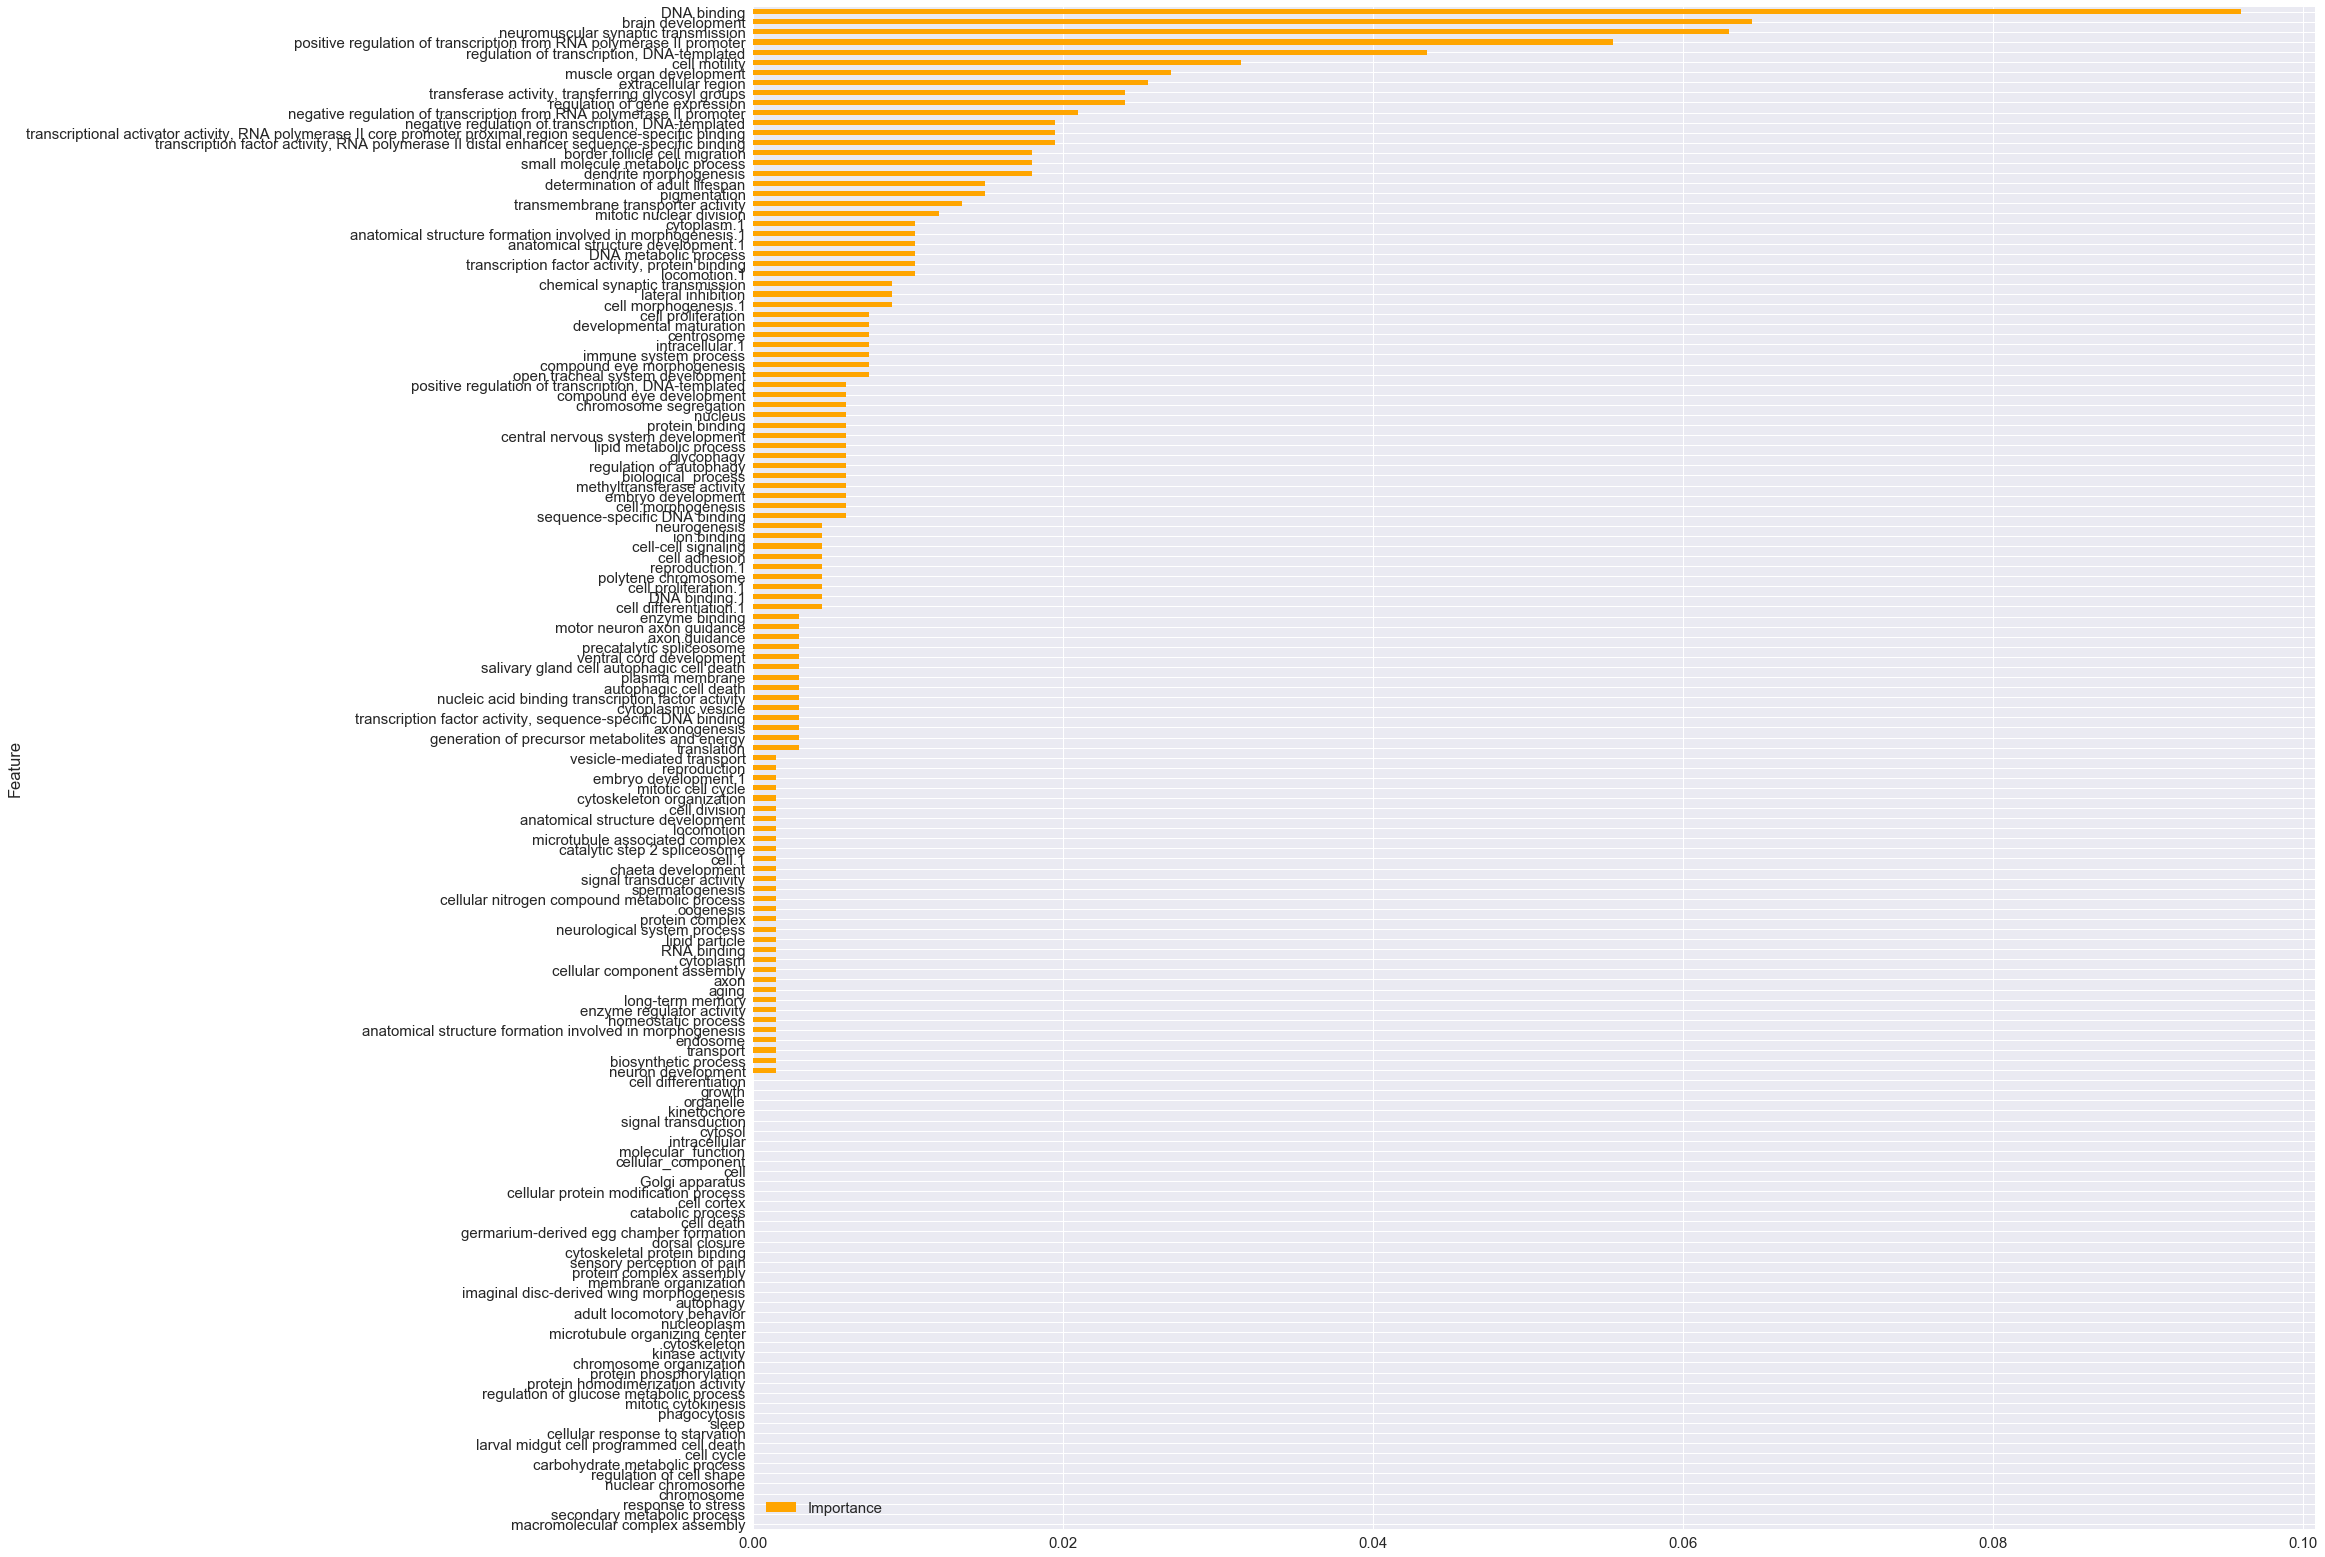 DNA binding
brain development
neuromuscular synaptic transmission
positive regulation of transcription from RNA polymerase II promoter
regulation of transcription, DNA-templated
cell motility
muscle organ development
extracellular region
transferase activity, transferring glycosyl groups
regulation of gene expression
negative regulation of transcription from RNA polymerase II promoter
negative regulation of transcription, DNA-templated
transcriptional activator activity, RNA polymerase II core promoter proximal region sequence-specific binding
transcription factor activity, RNA polymerase II distal enhancer sequence-specific binding
border follicle cell migration
small molecule metabolic process
dendrite morphogenesis
determination of adult lifespan
pigmentation
transmembrane transporter activity
mitotic nuclear division
cytoplasm.1
anatomical structure formation involved in morphogenesis.1
anatomical structure development.1
DNA metabolic process
transcription factor activity, protein binding
locomotion.1
chemical synaptic transmission
lateral inhibition
cell morphogenesis.1
cell proliferation
developmental maturation
centrosome
intracellular.1
immune system process
compound eye morphogenesis
open tracheal system development
positive regulation of transcription, DNA-templated
compound eye development
chromosome segregation
nucleus
protein binding
central nervous system development
lipid metabolic process
glycophagy
regulation of autophagy
biological_process
methyltransferase activity
embryo development
cell morphogenesis
sequence-specific DNA binding
neurogenesis
ion binding
cell-cell signaling
cell adhesion
reproduction.1
polytene chromosome
cell proliferation.1
DNA binding.1
cell differentiation.1
enzyme binding
motor neuron axon guidance
axon guidance
precatalytic spliceosome
ventral cord development
salivary gland cell autophagic cell death
plasma membrane
autophagic cell death
nucleic acid binding transcription factor activity
cytoplasmic vesicle
transcription factor activity, sequence-specific DNA binding
axonogenesis
generation of precursor metabolites and energy
translation
vesicle-mediated transport
reproduction
embryo development.1
mitotic cell cycle
cytoskeleton organization
cell division
anatomical structure development
locomotion
microtubule associated complex
catalytic step 2 spliceosome
cell.1
chaeta development
signal transducer activity
spermatogenesis
cellular nitrogen compound metabolic process
oogenesis
protein complex
neurological system process
lipid particle
RNA binding
cytoplasm
cellular component assembly
axon
aging
long-term memory
enzyme regulator activity
homeostatic process
anatomical structure formation involved in morphogenesis
endosome
transport
biosynthetic process
neuron development
cell differentiation
growth
organelle
kinetochore
signal transduction
cytosol
intracellular
molecular_function
cellular_component
cell
Golgi apparatus
cellular protein modification process
cell cortex
catabolic process
cell death
germarium-derived egg chamber formation
dorsal closure
cytoskeletal protein binding
sensory perception of pain
protein complex assembly
membrane organization
imaginal disc-derived wing morphogenesis
autophagy
adult locomotory behavior
nucleoplasm
microtubule organizing center
cytoskeleton
kinase activity
chromosome organization
protein phosphorylation
protein homodimerization activity
regulation of glucose metabolic process
mitotic cytokinesis
phagocytosis
sleep
cellular response to starvation
larval midgut cell programmed cell death
cell cycle
carbohydrate metabolic process
regulation of cell shape
nuclear chromosome
chromosome
response to stress
secondary metabolic process
macromolecular complex assembly
Feature
Importance
0.00 0.02 0.04 0.06 0.08 0.10